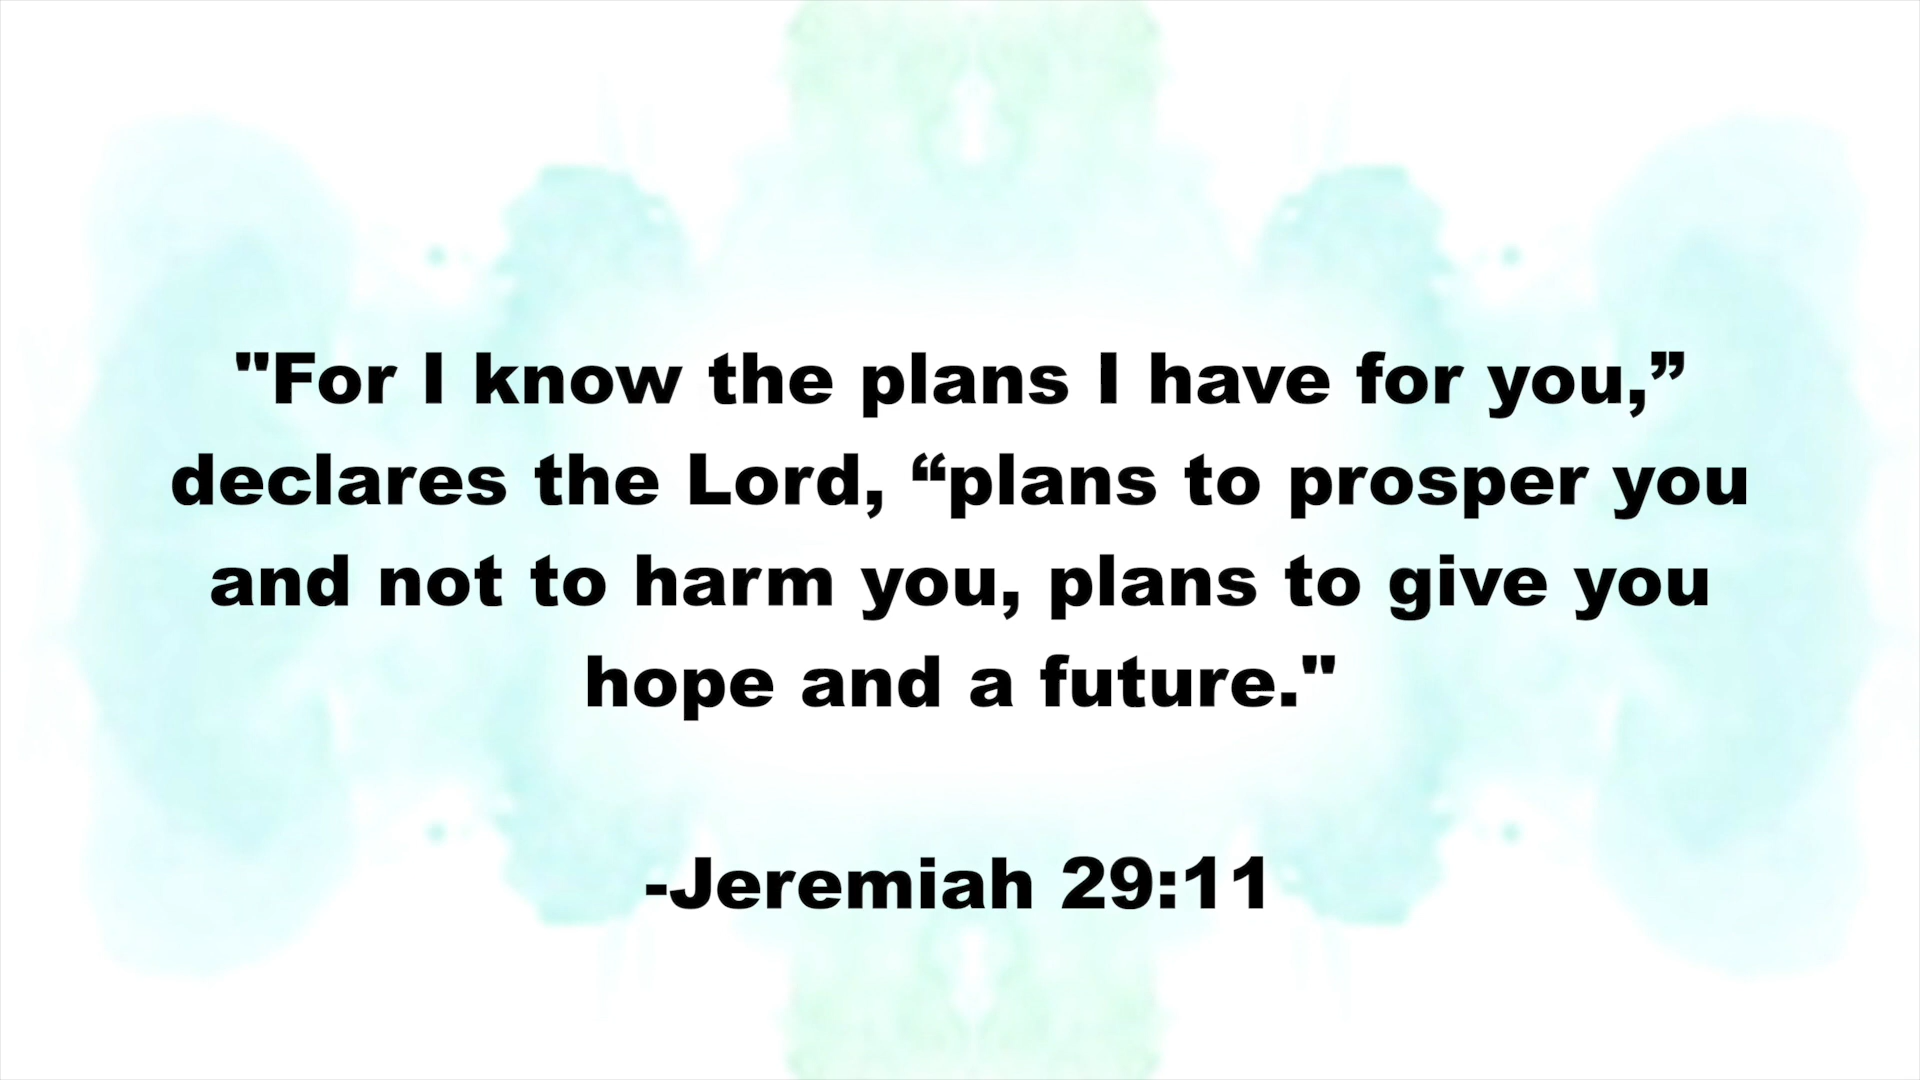 "For I know the plans I have for you,”
declares the Lord, “plans to prosper you
and not to harm you, plans to give you
hope and a future."
-Jeremiah 29:11